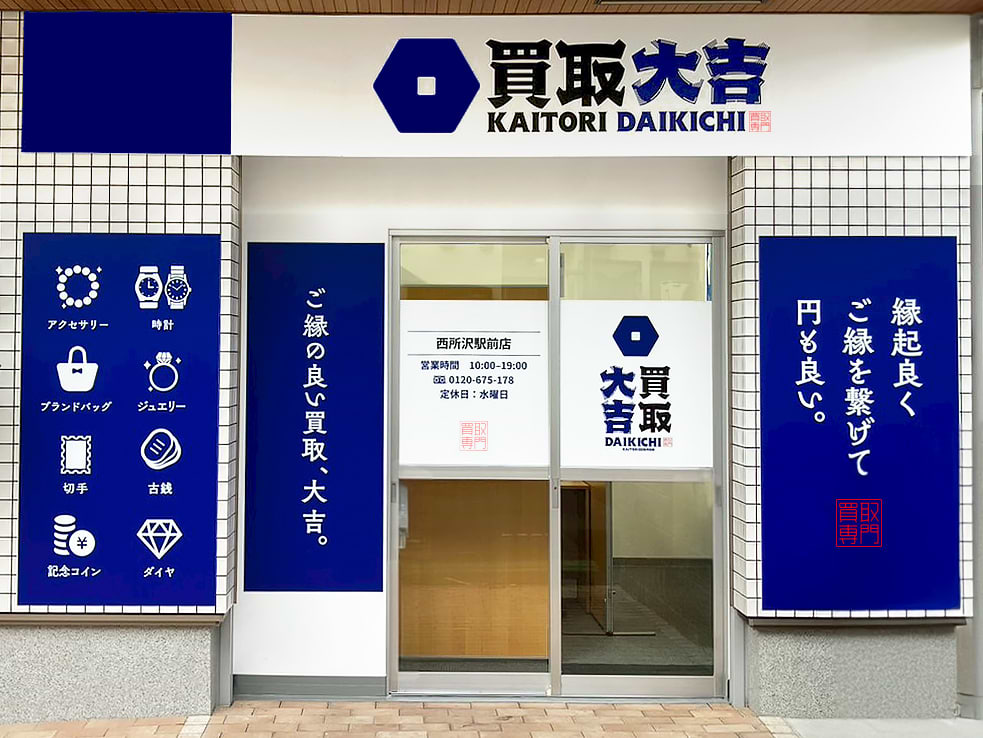 買取大吉
KAITORI DAIKICHI
買取専門
アクセサリー
時計
ブランドバッグ
ジュエリー
切手
古銭
¥
記念コイン
ダイヤ
ご縁の良い買取、大吉。
西所沢駅前店
営業時間 10:00–19:00
0120-675-178
定休日：水曜日
買取専門
買取
大吉
DAIKICHI
縁起良く
ご縁を繋げて
円も良い。
買取専門